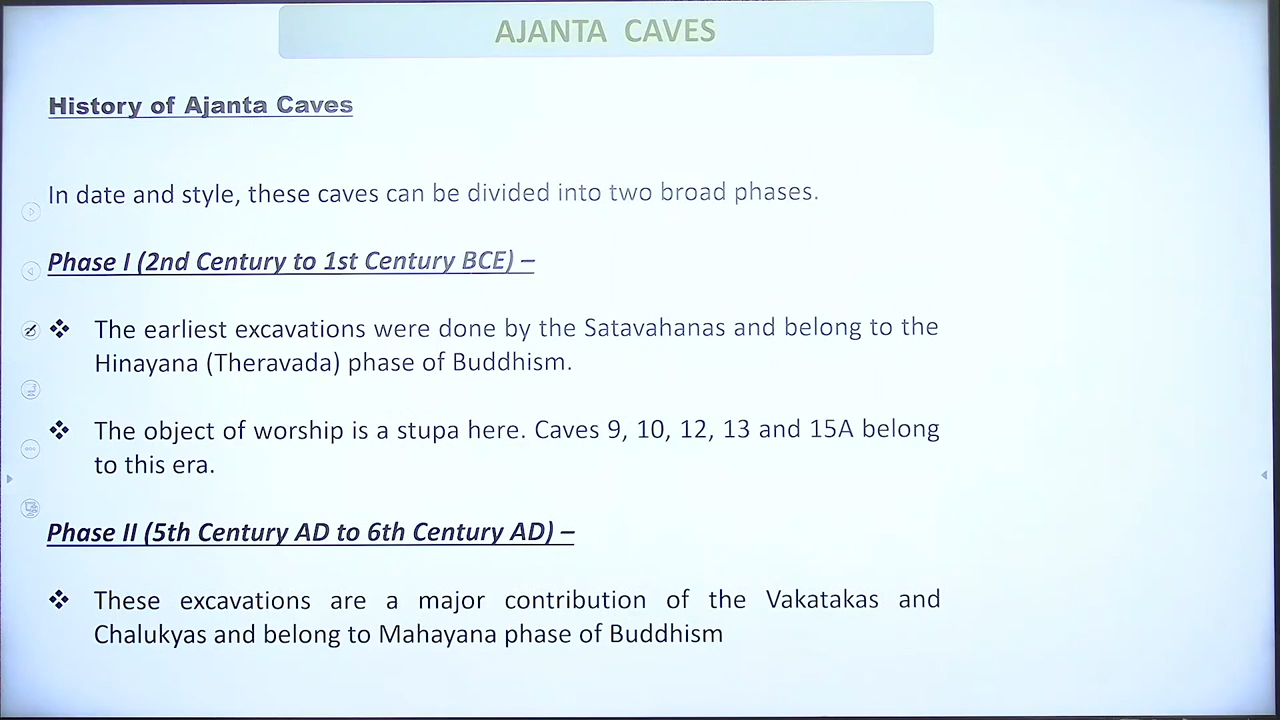 AJANTA CAVES
History of Ajanta Caves
In date and style, these caves can be divided into two broad phases.
Phase I (2nd Century to 1st Century BCE) –
❖ The earliest excavations were done by the Satavahanas and belong to the
Hinayana (Theravada) phase of Buddhism.
❖ The object of worship is a stupa here. Caves 9, 10, 12, 13 and 15A belong
to this era.
Phase II (5th Century AD to 6th Century AD) –
❖ These excavations are a major contribution of the Vakatakas and
Chalukyas and belong to Mahayana phase of Buddhism